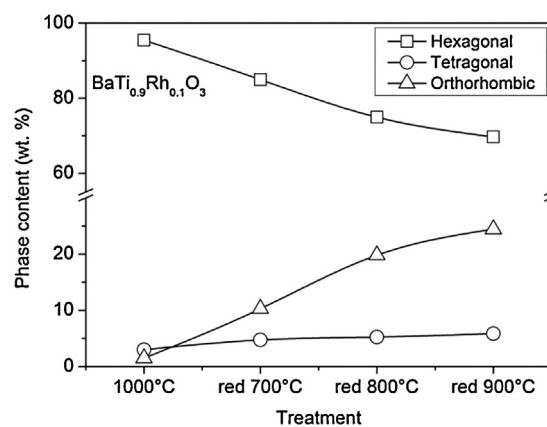 Phase content (wt. %)
100
80
60
20
10
0
BaTi0.9Rh0.1O3
Hexagonal
Tetragonal
Orthorhombic
1000°C red 700°C red 800°C red 900°C
Treatment